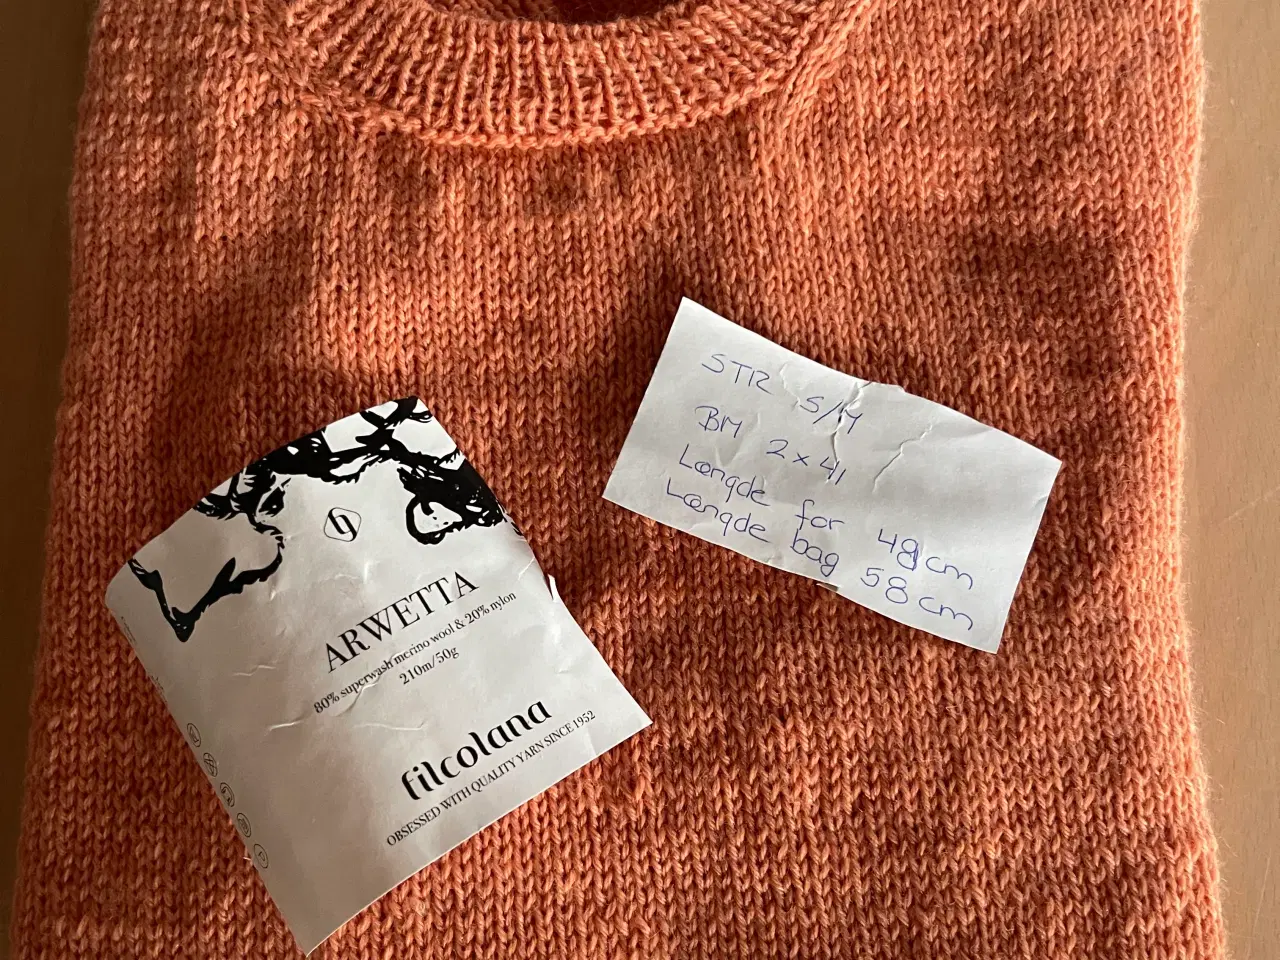 ARWETTA
80% superwash merino wool & 20% nylon
210m/50g
filcolana
OBSESSED WITH QUALITY YARN SINCE 1952
STR S/M
BM 2x41
Længde for 48cm
Længde bag 58cm